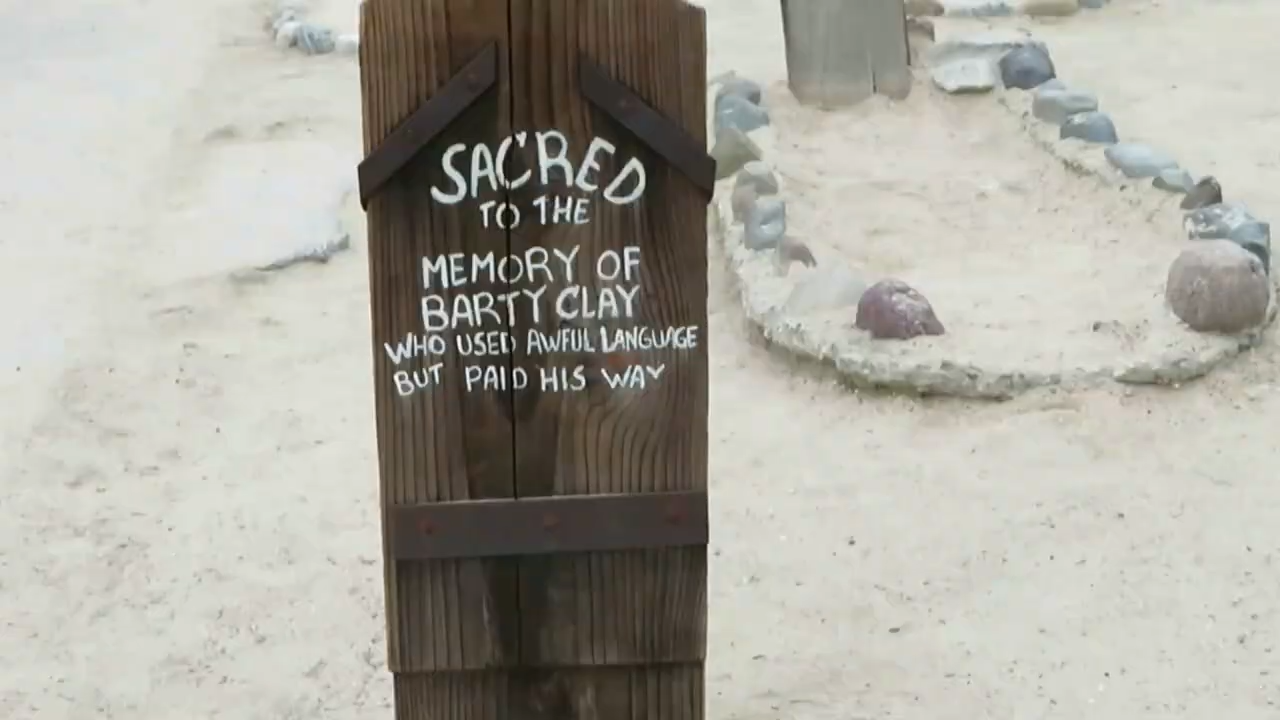 SACRED
TO THE
MEMORY OF
BARTY CLAY
WHO USED AWFUL LANGUAGE
BUT PAID HIS WAY